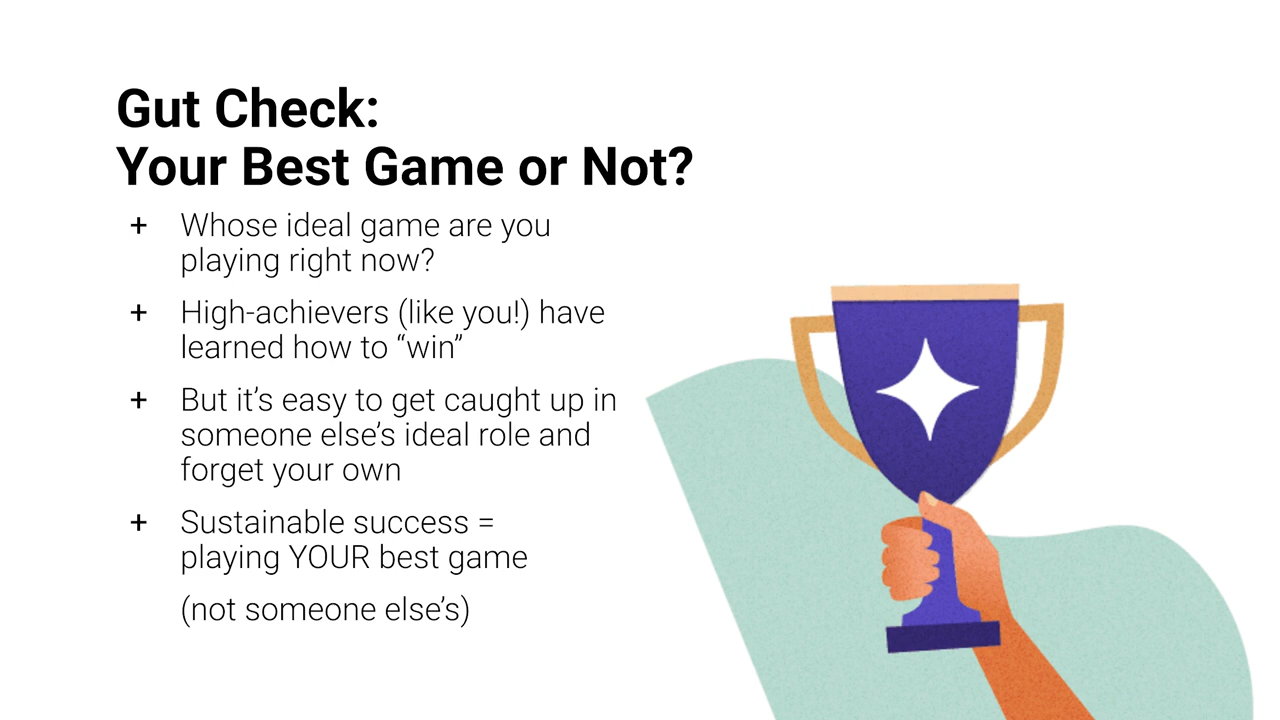 Gut Check:
Your Best Game or Not?
+ Whose ideal game are you
playing right now?
+ High-achievers (like you!) have
learned how to “win”
+ But it’s easy to get caught up in
someone else’s ideal role and
forget your own
+ Sustainable success =
playing YOUR best game
(not someone else’s)